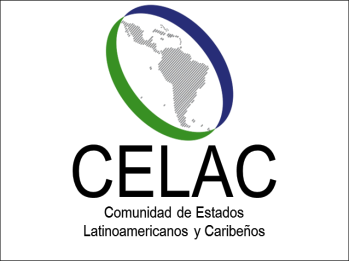 CELAC
Comunidad de Estados
Latinoamericanos y Caribeños